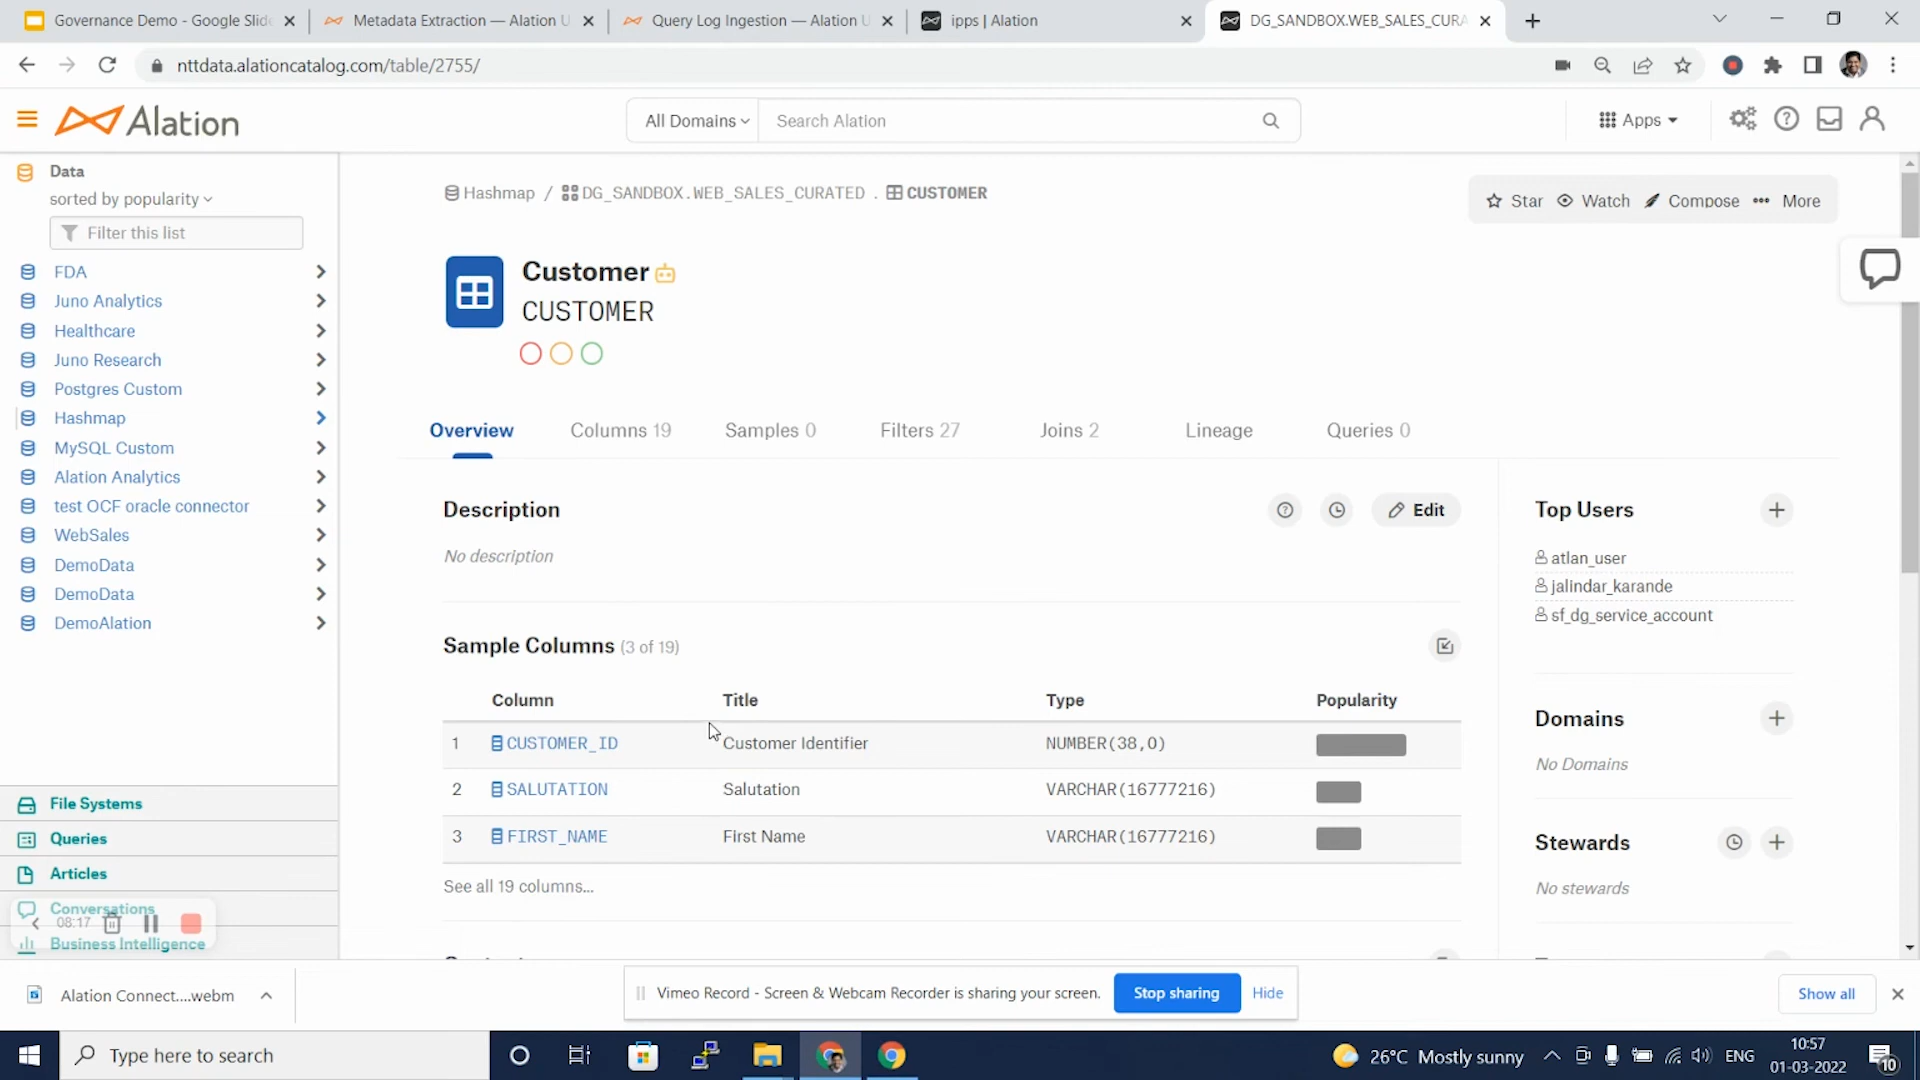 Governance Demo - Google Slide
Metadata Extraction — Alation U
Query Log Ingestion — Alation U
ipps | Alation
DG_SANDBOX.WEB_SALES_CURA
nttdata.alationcatalog.com/table/2755/
Alation
All Domains
Search Alation
Apps
Data
sorted by popularity
Filter this list
FDA
Juno Analytics
Healthcare
Juno Research
Postgres Custom
Hashmap
MySQL Custom
Alation Analytics
test OCF oracle connector
WebSales
DemoData
DemoData
DemoAlation
File Systems
Queries
Articles
Conversations
08:17
Business Intelligence
Hashmap / DG_SANDBOX.WEB_SALES_CURATED . CUSTOMER
Star Watch Compose More
Customer
CUSTOMER
Overview Columns 19 Samples 0 Filters 27 Joins 2 Lineage Queries 0
Description
Edit
No description
Sample Columns (3 of 19)
Column Title Type Popularity
1 CUSTOMER_ID Customer Identifier NUMBER(38,0)
2 SALUTATION Salutation VARCHAR(16777216)
3 FIRST_NAME First Name VARCHAR(16777216)
See all 19 columns...
Top Users
atlan_user
jalindar_karande
sf_dg_service_account
Domains
No Domains
Stewards
No stewards
Alation Connect....webm
Vimeo Record - Screen & Webcam Recorder is sharing your screen.
Stop sharing
Hide
Show all
Type here to search
26°C Mostly sunny
ENG
10:57
01-03-2022
10